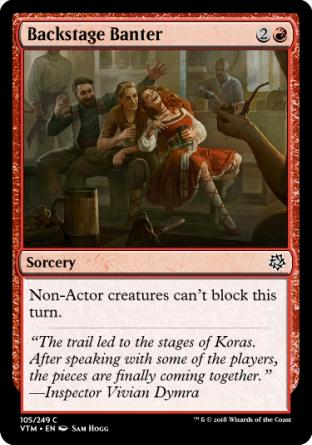 Backstage Banter 2
Sorcery
Non-Actor creatures can't block this
turn.
"The trail led to the stages of Koras.
After speaking with some of the players,
the pieces are finally coming together."
—Inspector Vivian Dymra
105/249 C
VTM • EN SAM HOGG
™ & © 2018 Wizards of the Coast